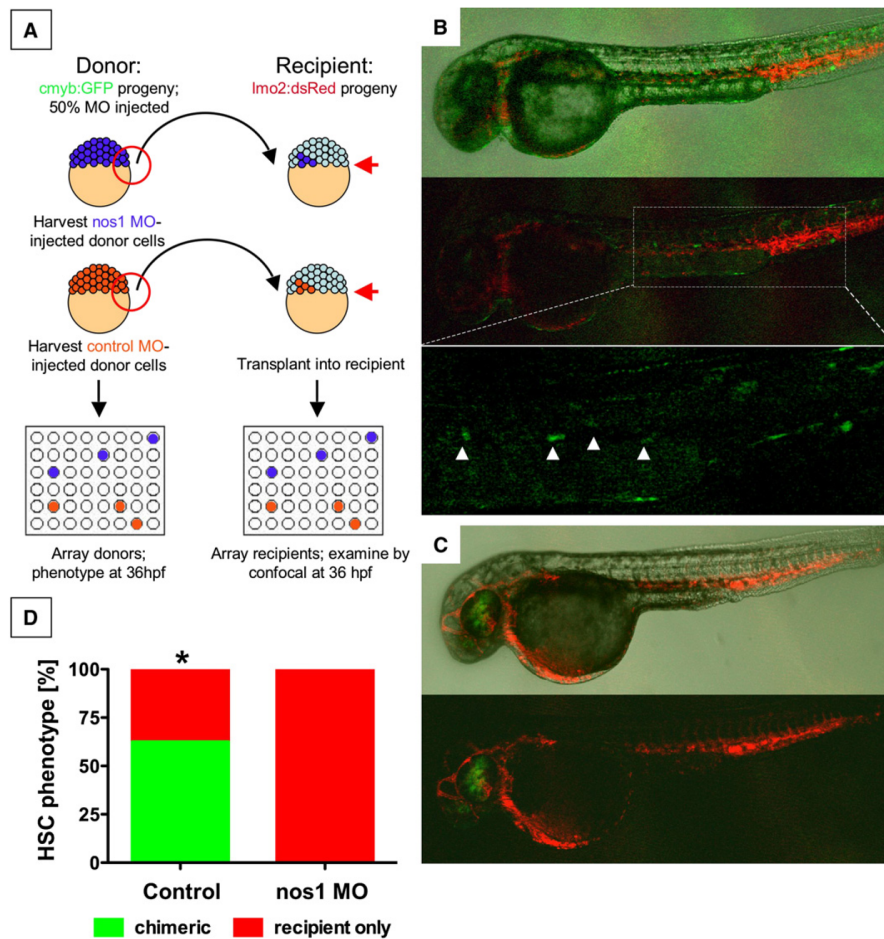 A
Donor:
cmyb:GFP progeny;
50% MO injected
Recipient:
lmo2:dsRed progeny
Harvest nos1 MO-
injected donor cells
Harvest control MO-
injected donor cells
Transplant into recipient
Array donors;
phenotype at 36hpf
Array recipients; examine by
confocal at 36 hpf
B
C
D
HSC phenotype [%]
100
75
50
25
0
*
Control
nos1 MO
chimeric
recipient only